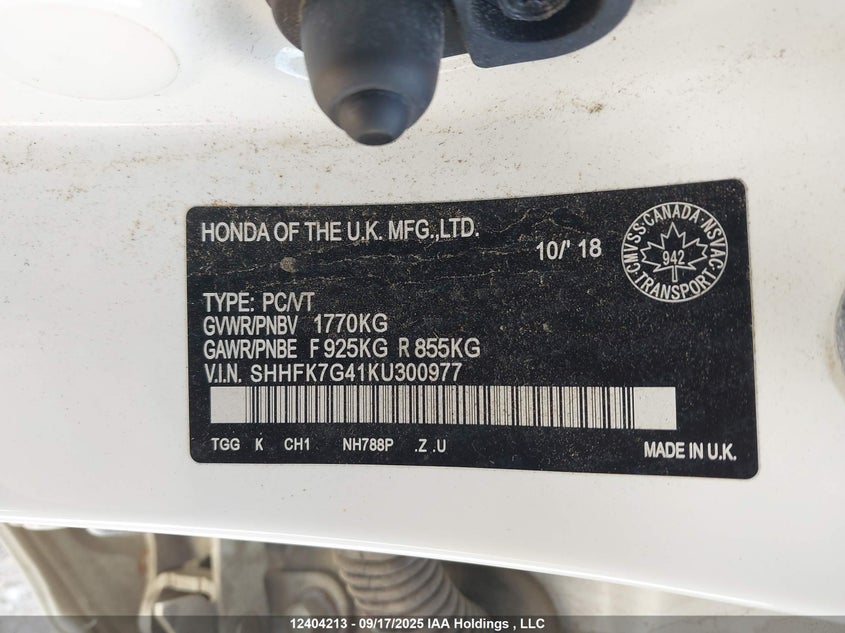 HONDA OF THE U.K. MFG.,LTD.
10/' 18
CMVSS·CANADA·NSVAC·TRANSPORT·
942
TYPE: PC/VT
GVWR/PNBV 1770KG
GAWR/PNBE F 925KG R 855KG
V.I.N. SHHFK7G41KU300977
TGG K CH1 NH788P .Z .U
MADE IN U.K.
12404213 - 09/17/2025 IAA Holdings , LLC